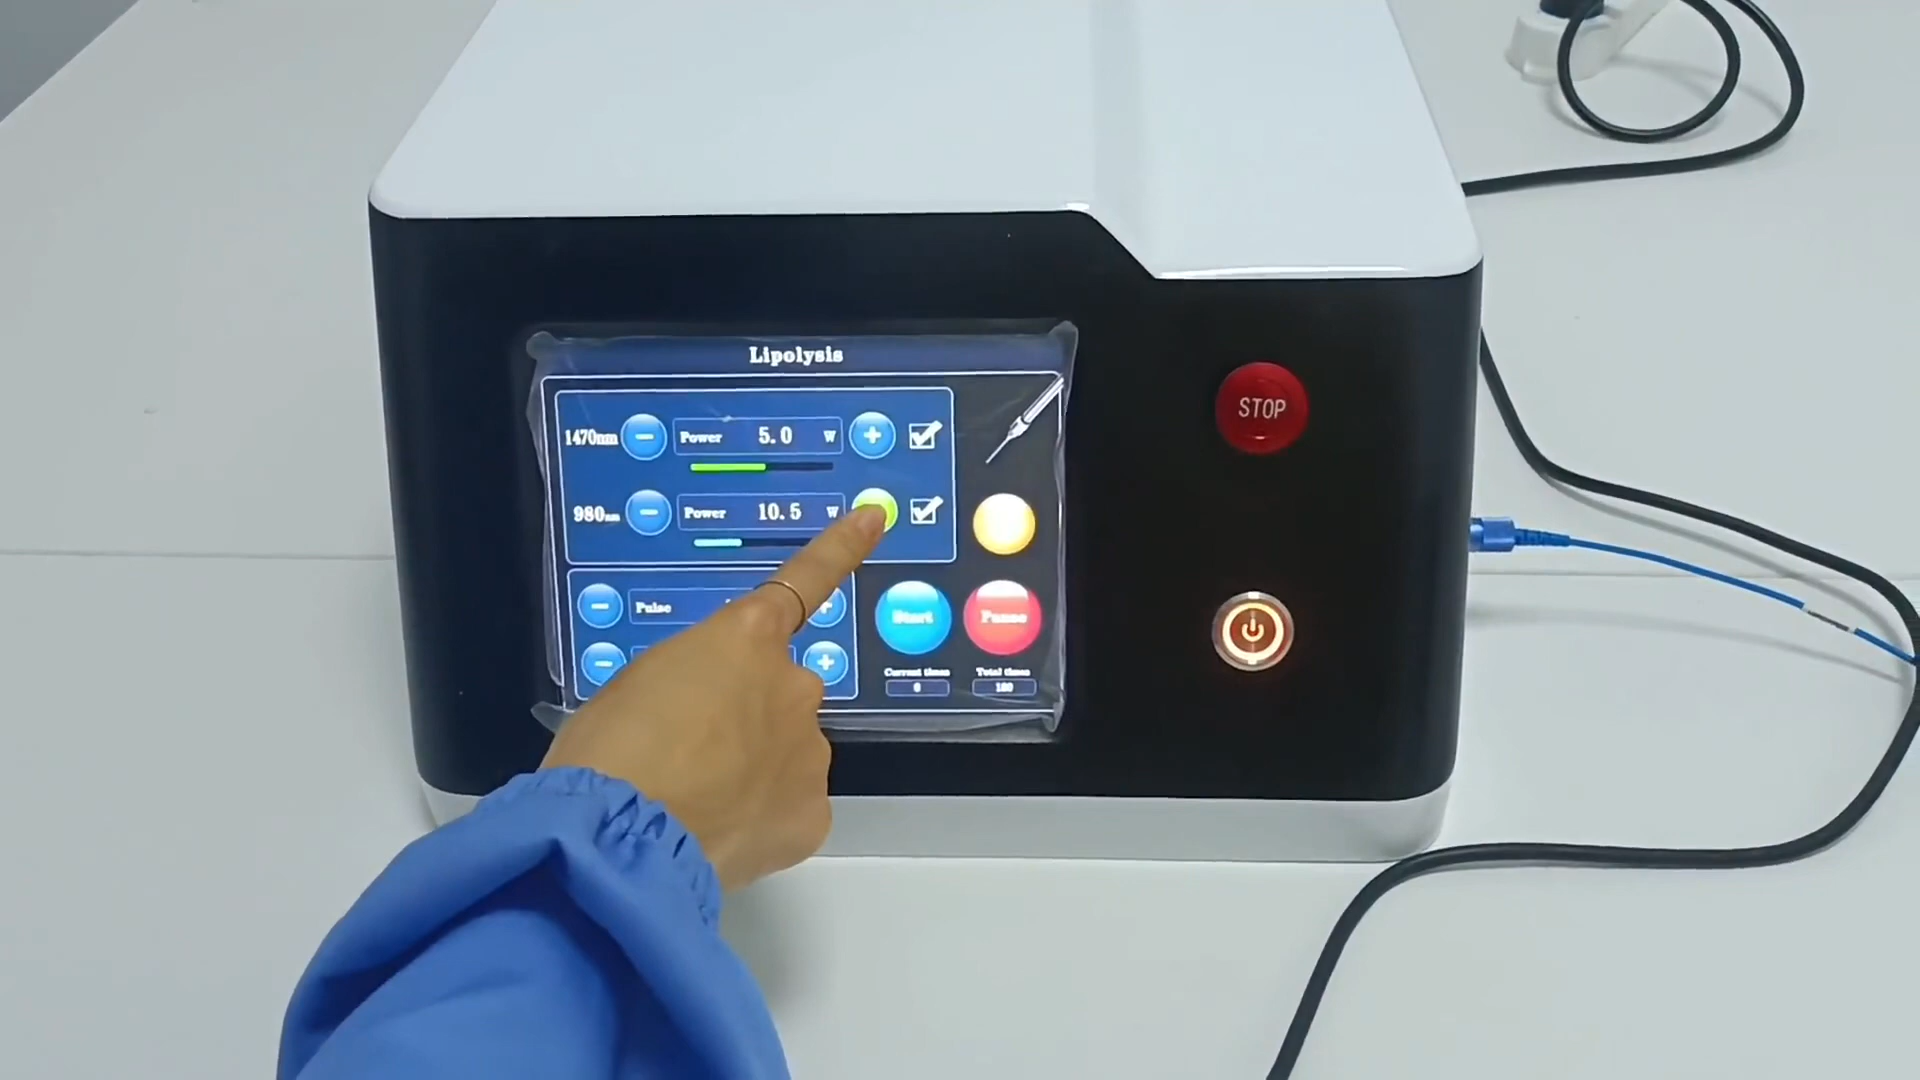 Lipolysis
1470nm Power 5.0 W
980nm Power 10.5 W
Pulse
Start Pause
Current times Total times
STOP